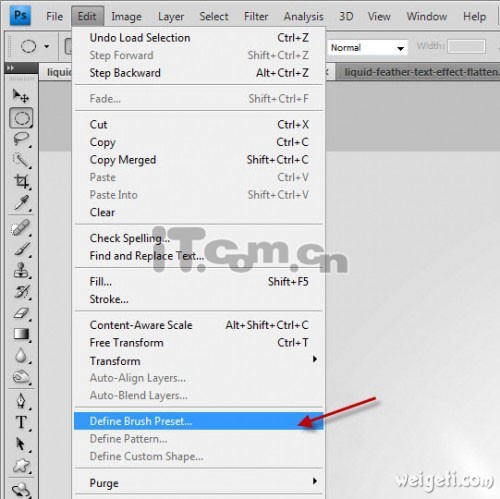 Ps File Edit Image Layer Select Filter Analysis 3D View Window Help
Undo Load Selection Ctrl+Z
Step Forward Shift+Ctrl+Z
Step Backward Alt+Ctrl+Z
Normal Width:
liquid
liquid-feather-text-effect-flatten.
Fade... Shift+Ctrl+F
Cut Ctrl+X
Copy Ctrl+C
Copy Merged Shift+Ctrl+C
Paste Ctrl+V
Paste Into Shift+Ctrl+V
Clear
Check Spelling...
Find and Replace Text...
iT.com.cn
Fill... Shift+F5
Stroke...
Content-Aware Scale Alt+Shift+Ctrl+C
Free Transform Ctrl+T
Transform
Auto-Align Layers...
Auto-Blend Layers...
Define Brush Preset...
Define Pattern...
Define Custom Shape...
Purge
weigeti.com